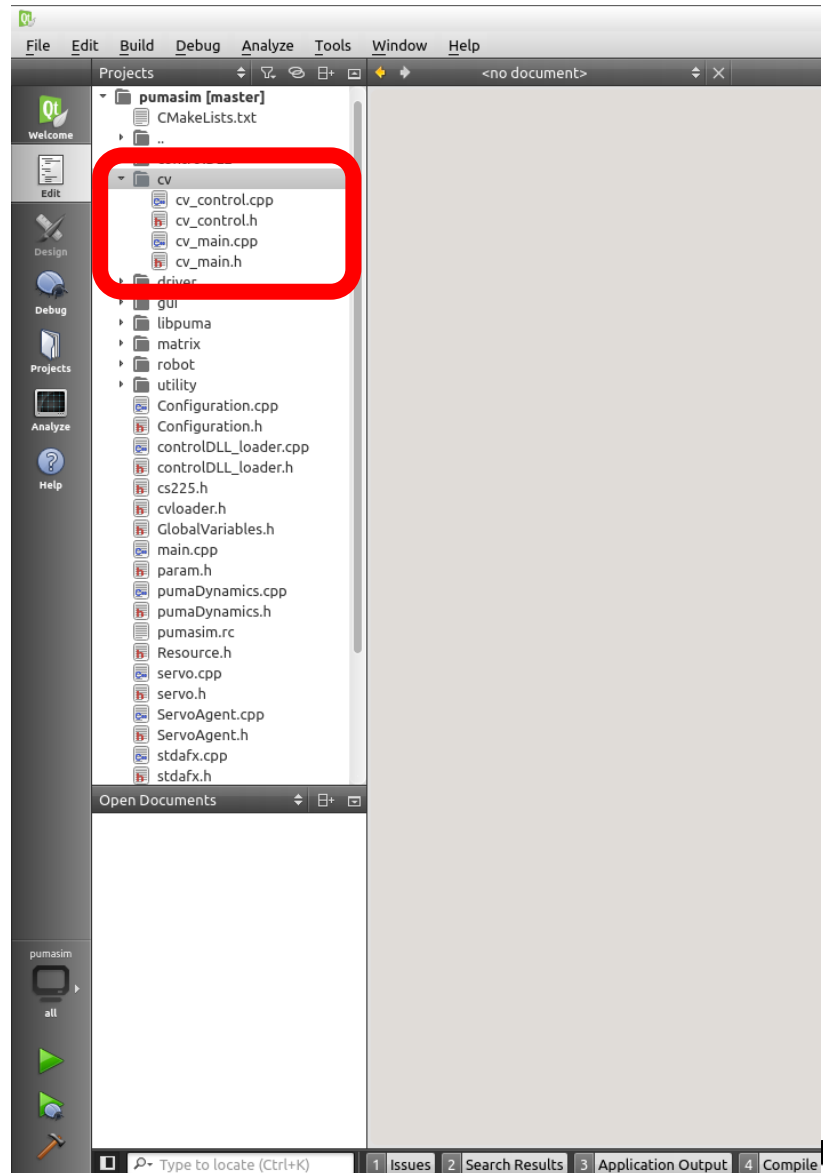 File Edit Build Debug Analyze Tools Window Help
Projects <no document>
pumasim [master]
CMakeLists.txt
..
cv
cv_control.cpp
cv_control.h
cv_main.cpp
cv_main.h
driver
gui
libpuma
matrix
robot
utility
Configuration.cpp
Configuration.h
controlDLL_loader.cpp
controlDLL_loader.h
cs225.h
cvloader.h
GlobalVariables.h
main.cpp
param.h
pumaDynamics.cpp
pumaDynamics.h
pumasim.rc
Resource.h
servo.cpp
servo.h
ServoAgent.cpp
ServoAgent.h
stdafx.cpp
stdafx.h
Open Documents
Qt
Welcome
Edit
Design
Debug
Projects
Analyze
Help
pumasim
all
Type to locate (Ctrl+K) 1 Issues 2 Search Results 3 Application Output 4 Compile